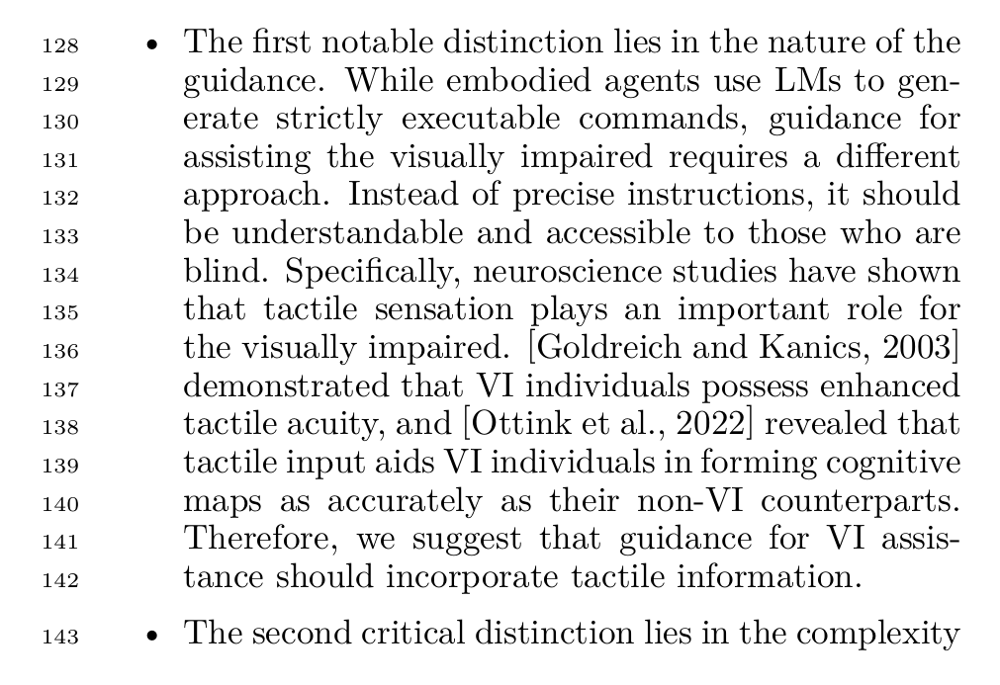 128 • The first notable distinction lies in the nature of the
129 guidance. While embodied agents use LMs to gen-
130 erate strictly executable commands, guidance for
131 assisting the visually impaired requires a different
132 approach. Instead of precise instructions, it should
133 be understandable and accessible to those who are
134 blind. Specifically, neuroscience studies have shown
135 that tactile sensation plays an important role for
136 the visually impaired. [Goldreich and Kanics, 2003]
137 demonstrated that VI individuals possess enhanced
138 tactile acuity, and [Ottink et al., 2022] revealed that
139 tactile input aids VI individuals in forming cognitive
140 maps as accurately as their non-VI counterparts.
141 Therefore, we suggest that guidance for VI assis-
142 tance should incorporate tactile information.
143 • The second critical distinction lies in the complexity